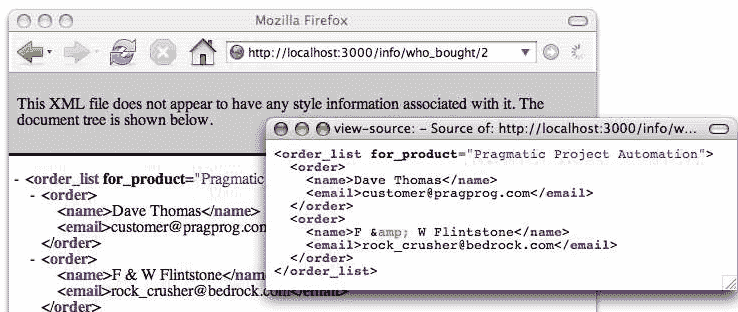 Mozilla Firefox
http://localhost:3000/info/who_bought/2
This XML file does not appear to have any style information associated with it. The
document tree is shown below.
- <order_list for_product="Pragmatic
- <order>
<name>Dave Thomas</name>
<email>customer@pragprog.com
</order>
- <order>
<name>F & W Flintstone</name>
<email>rock_crusher@bedrock.com</email>
</order>
view-source: - Source of: http://localhost:3000/info/w...
<order_list for_product="Pragmatic Project Automation">
<order>
<name>Dave Thomas</name>
<email>customer@pragprog.com</email>
</order>
<order>
<name>F &amp; W Flintstone</name>
<email>rock_crusher@bedrock.com</email>
</order>
</order_list>